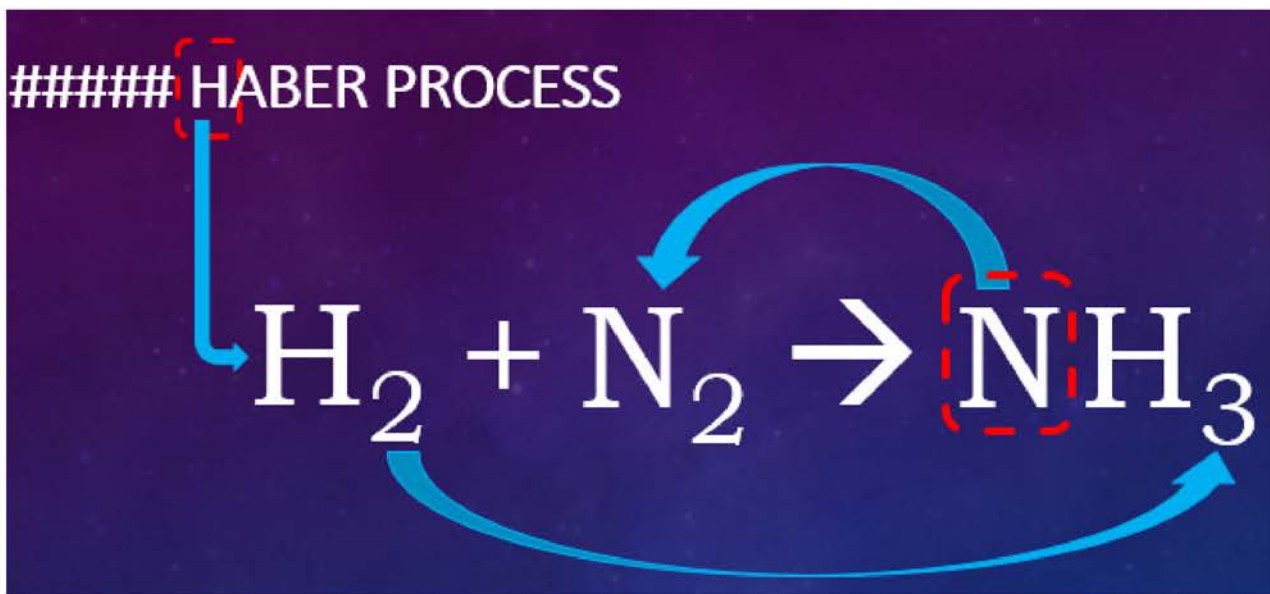 ##### HABER PROCESS
H₂ + N₂ → NH₃